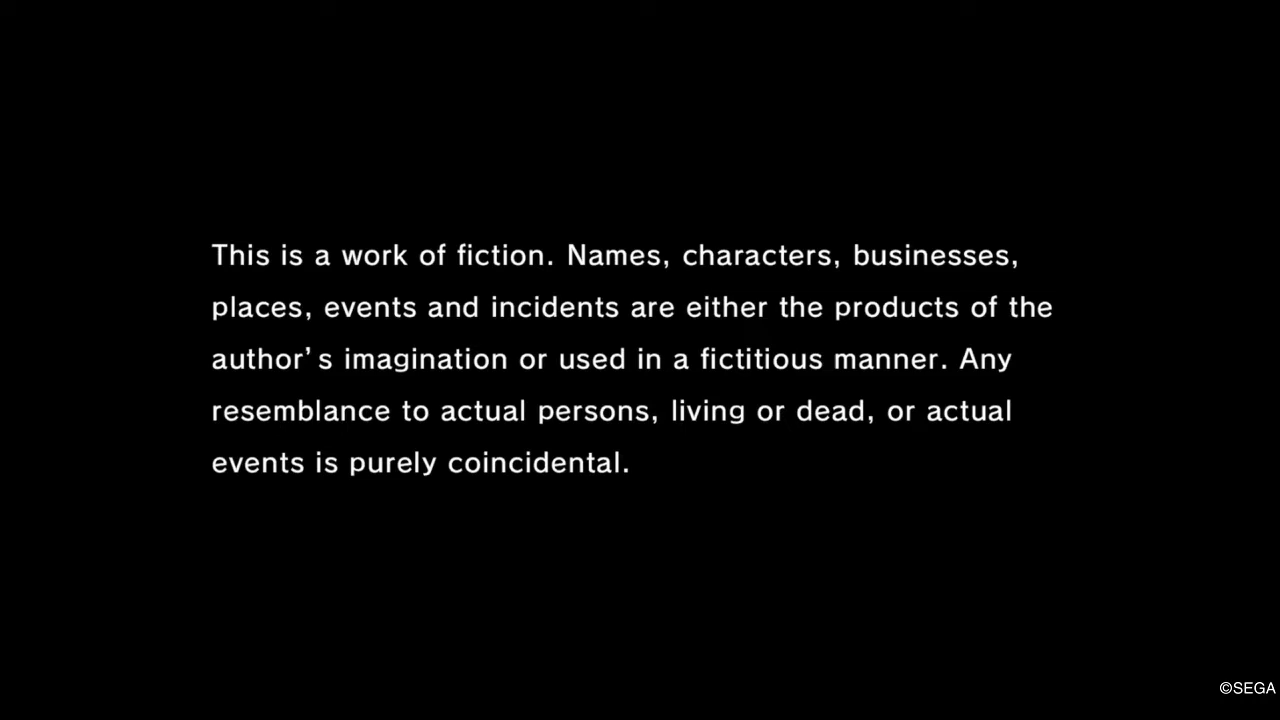 This is a work of fiction. Names, characters, businesses,
places, events and incidents are either the products of the
author’s imagination or used in a fictitious manner. Any
resemblance to actual persons, living or dead, or actual
events is purely coincidental.
©SEGA